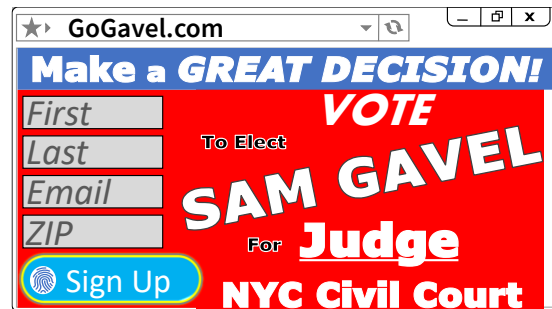 GoGavel.com
Make a GREAT DECISION!
First
Last
Email
ZIP
Sign Up
VOTE
To Elect
SAM GAVEL
For Judge
NYC Civil Court